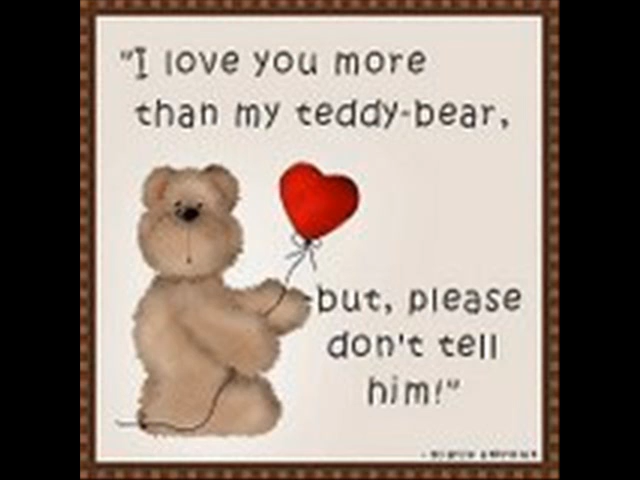 "I love you more
than my teddy-bear,
but, please
don't tell
him!"